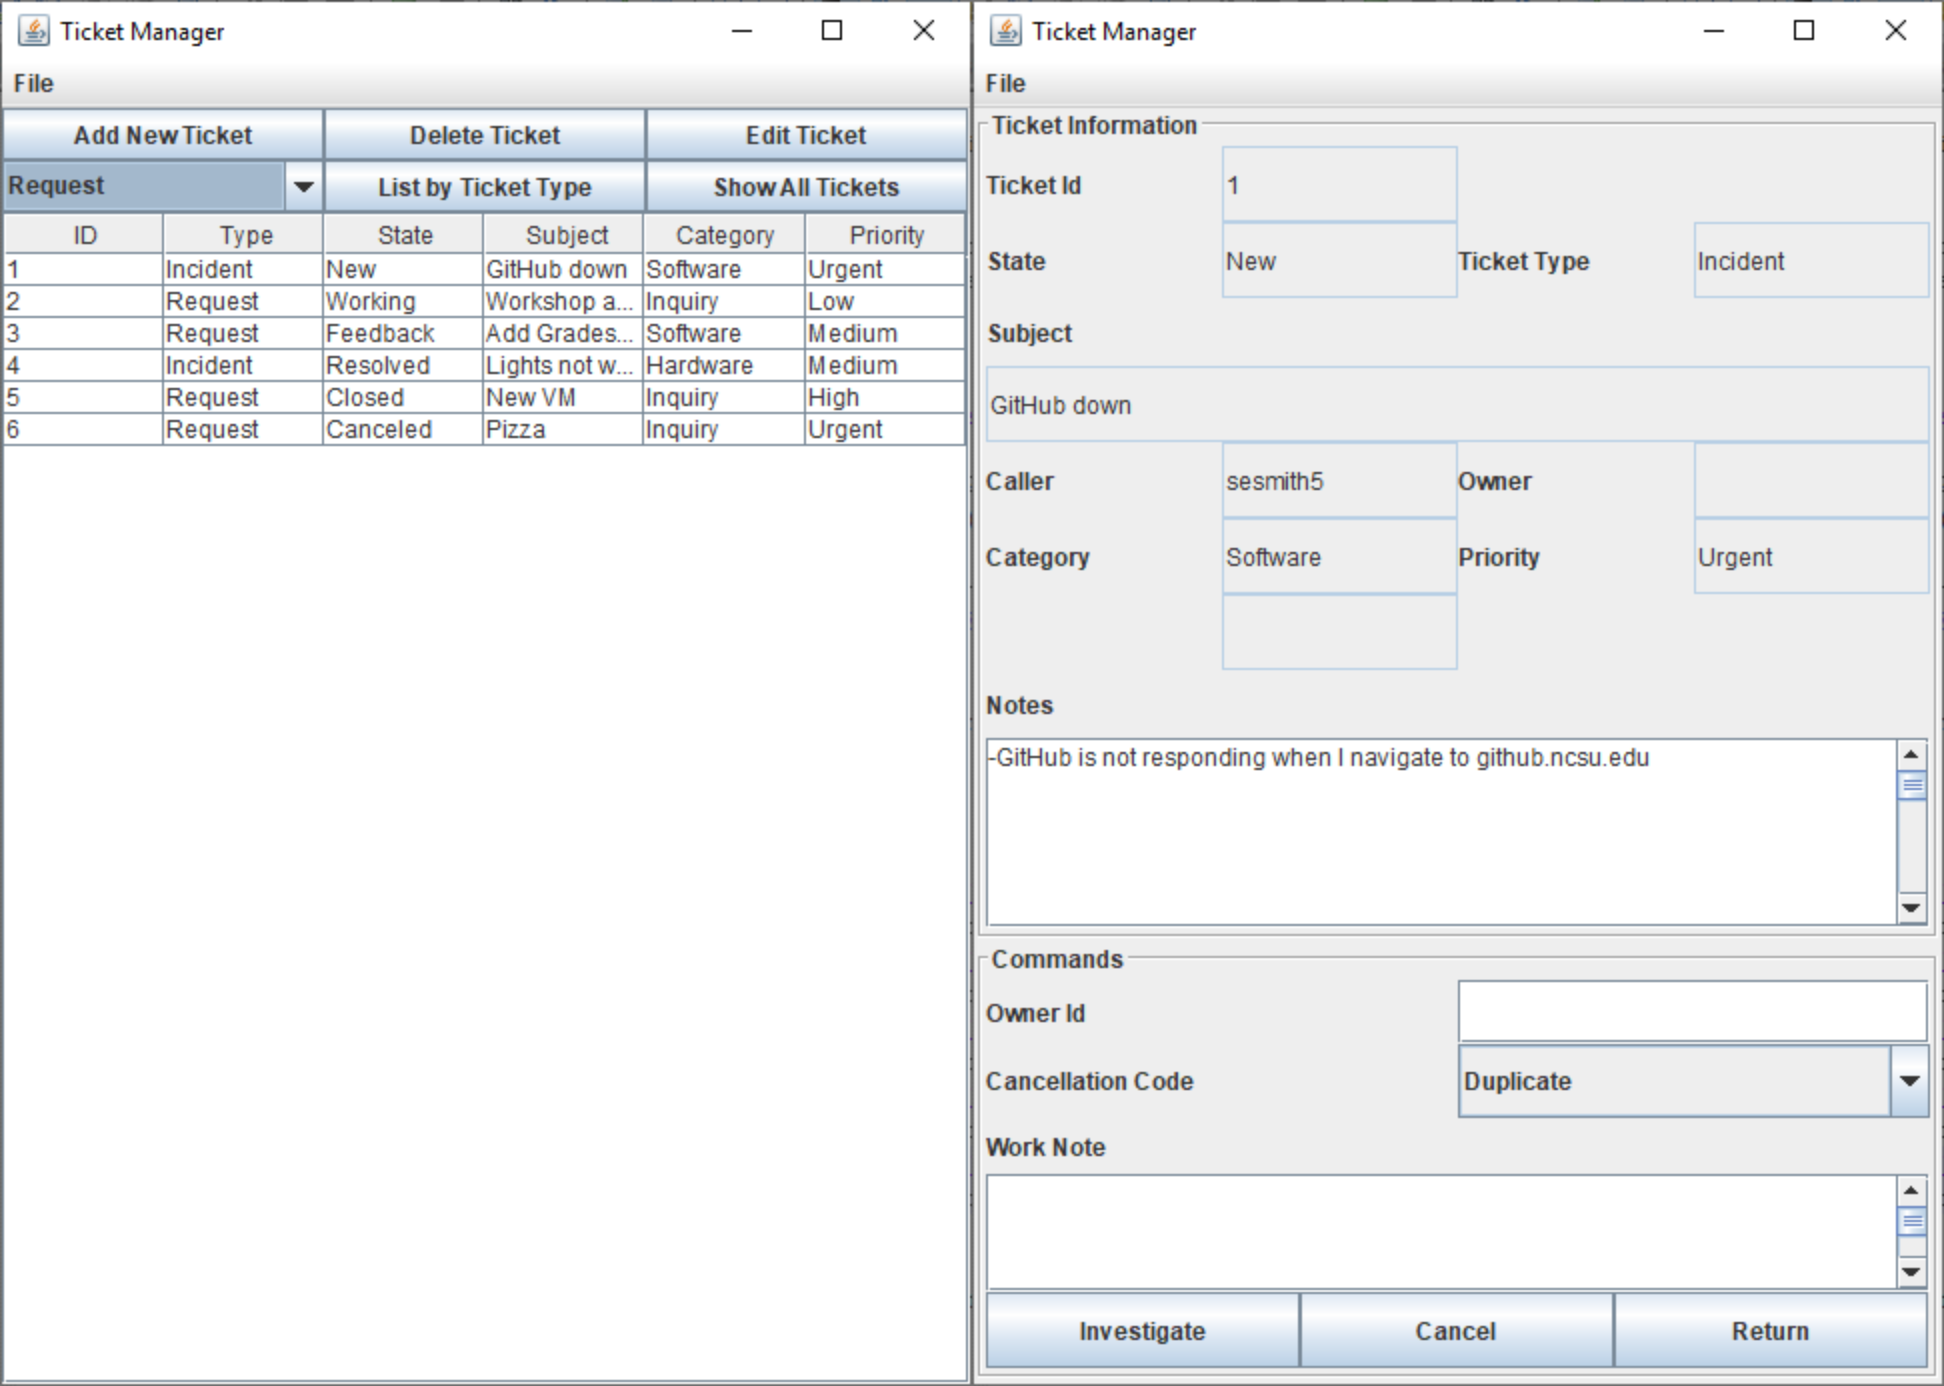 Ticket Manager
File
Add New Ticket Delete Ticket Edit Ticket
Request List by Ticket Type Show All Tickets
ID Type State Subject Category Priority
1 Incident New GitHub down Software Urgent
2 Request Working Workshop a... Inquiry Low
3 Request Feedback Add Grades... Software Medium
4 Incident Resolved Lights not w... Hardware Medium
5 Request Closed New VM Inquiry High
6 Request Canceled Pizza Inquiry Urgent
Ticket Manager
File
Ticket Information
Ticket Id 1
State New Ticket Type Incident
Subject
GitHub down
Caller sesmith5 Owner
Category Software Priority Urgent
Notes
-GitHub is not responding when I navigate to github.ncsu.edu
Commands
Owner Id
Cancellation Code Duplicate
Work Note
Investigate Cancel Return